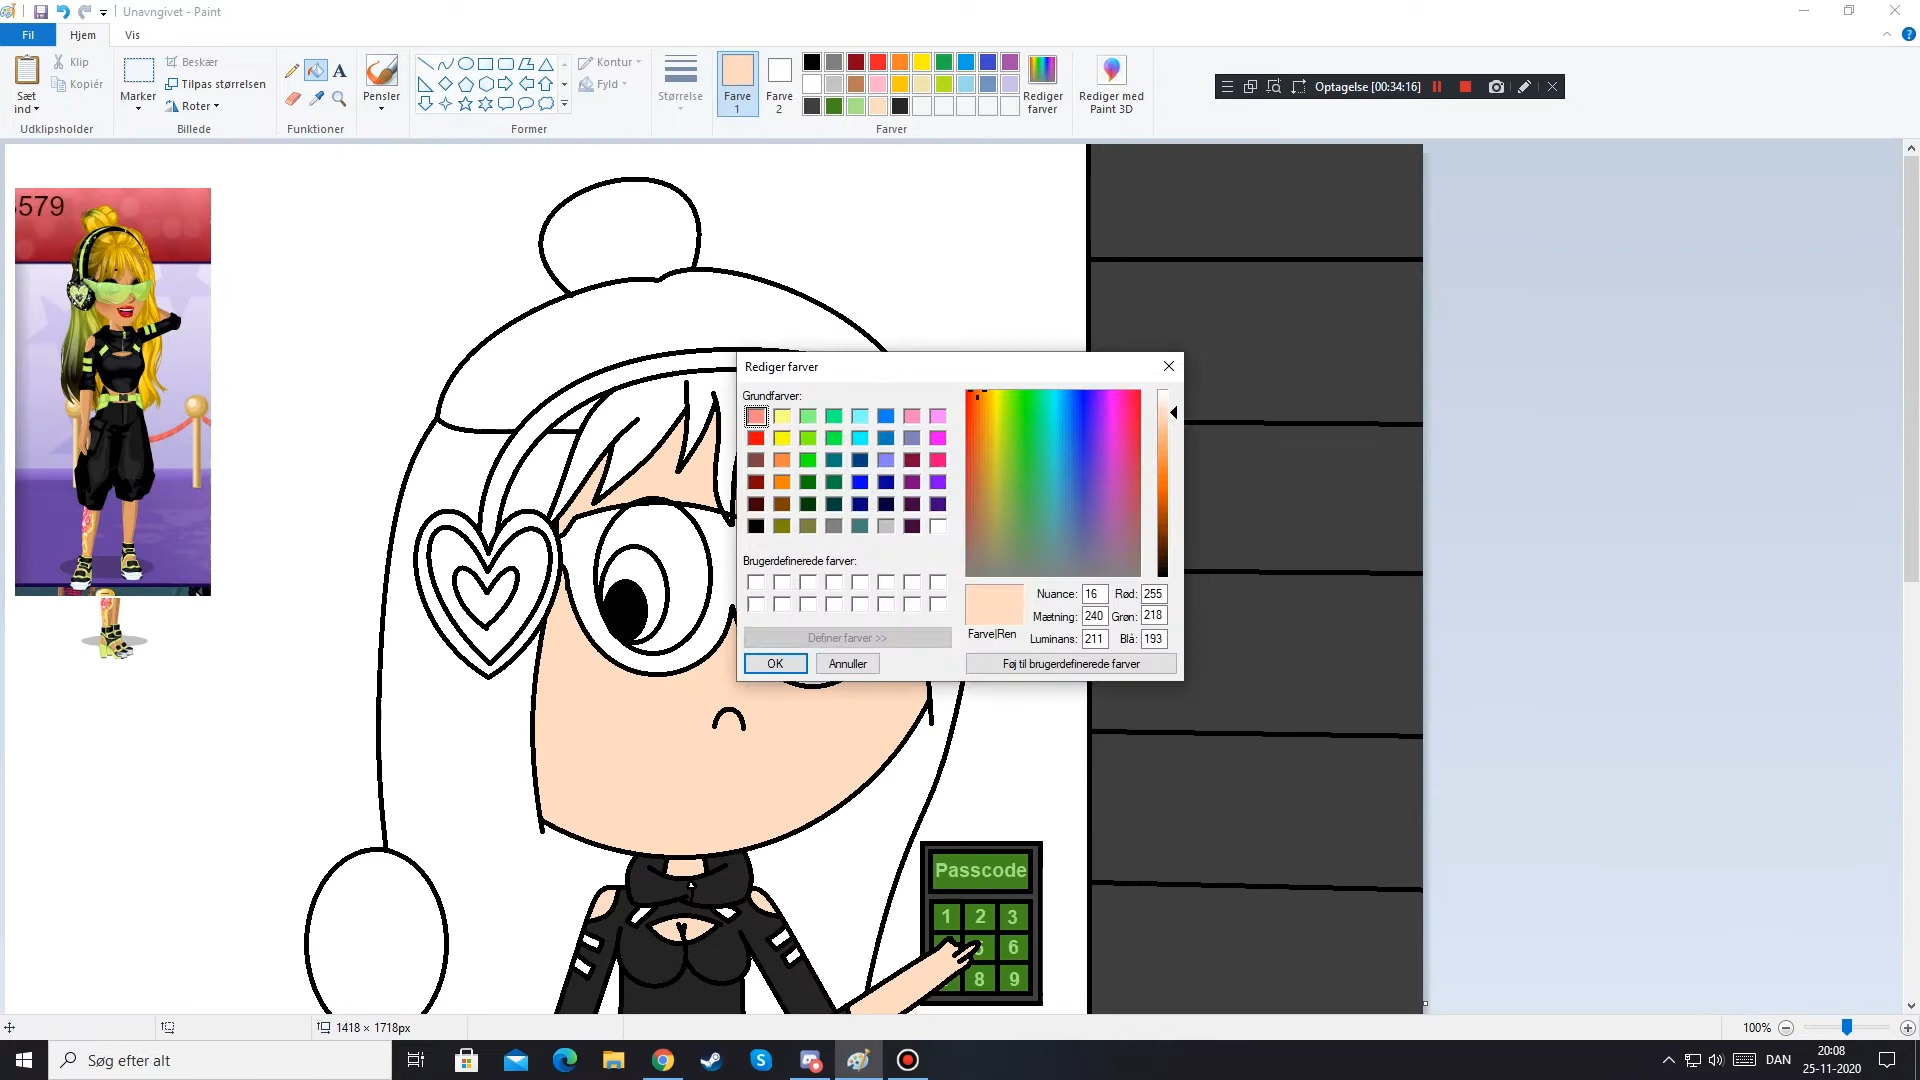 Unavngivet - Paint
Fil
Hjem
Vis
Sæt ind
Klip
Kopiér
Udklipsholder
Marker
Beskær
Tilpas størrelsen
Roter
Billede
A
Funktioner
Pensler
Former
Kontur
Fyld
Størrelse
Farve 1
Farve 2
Rediger farver
Farver
Rediger med Paint 3D
Optagelse [00:34:16]
579
Rediger farver
Grundfarver:
Brugerdefinerede farver:
Definer farver >>
OK
Annuller
Farve|Ren
Nuance: 16
Rød: 255
Mætning: 240
Grøn: 218
Luminans: 211
Blå: 193
Føj til brugerdefinerede farver
Passcode
1 2 3
5 6
8 9
1418 × 1718px
100%
Søg efter alt
DAN
20:08
25-11-2020